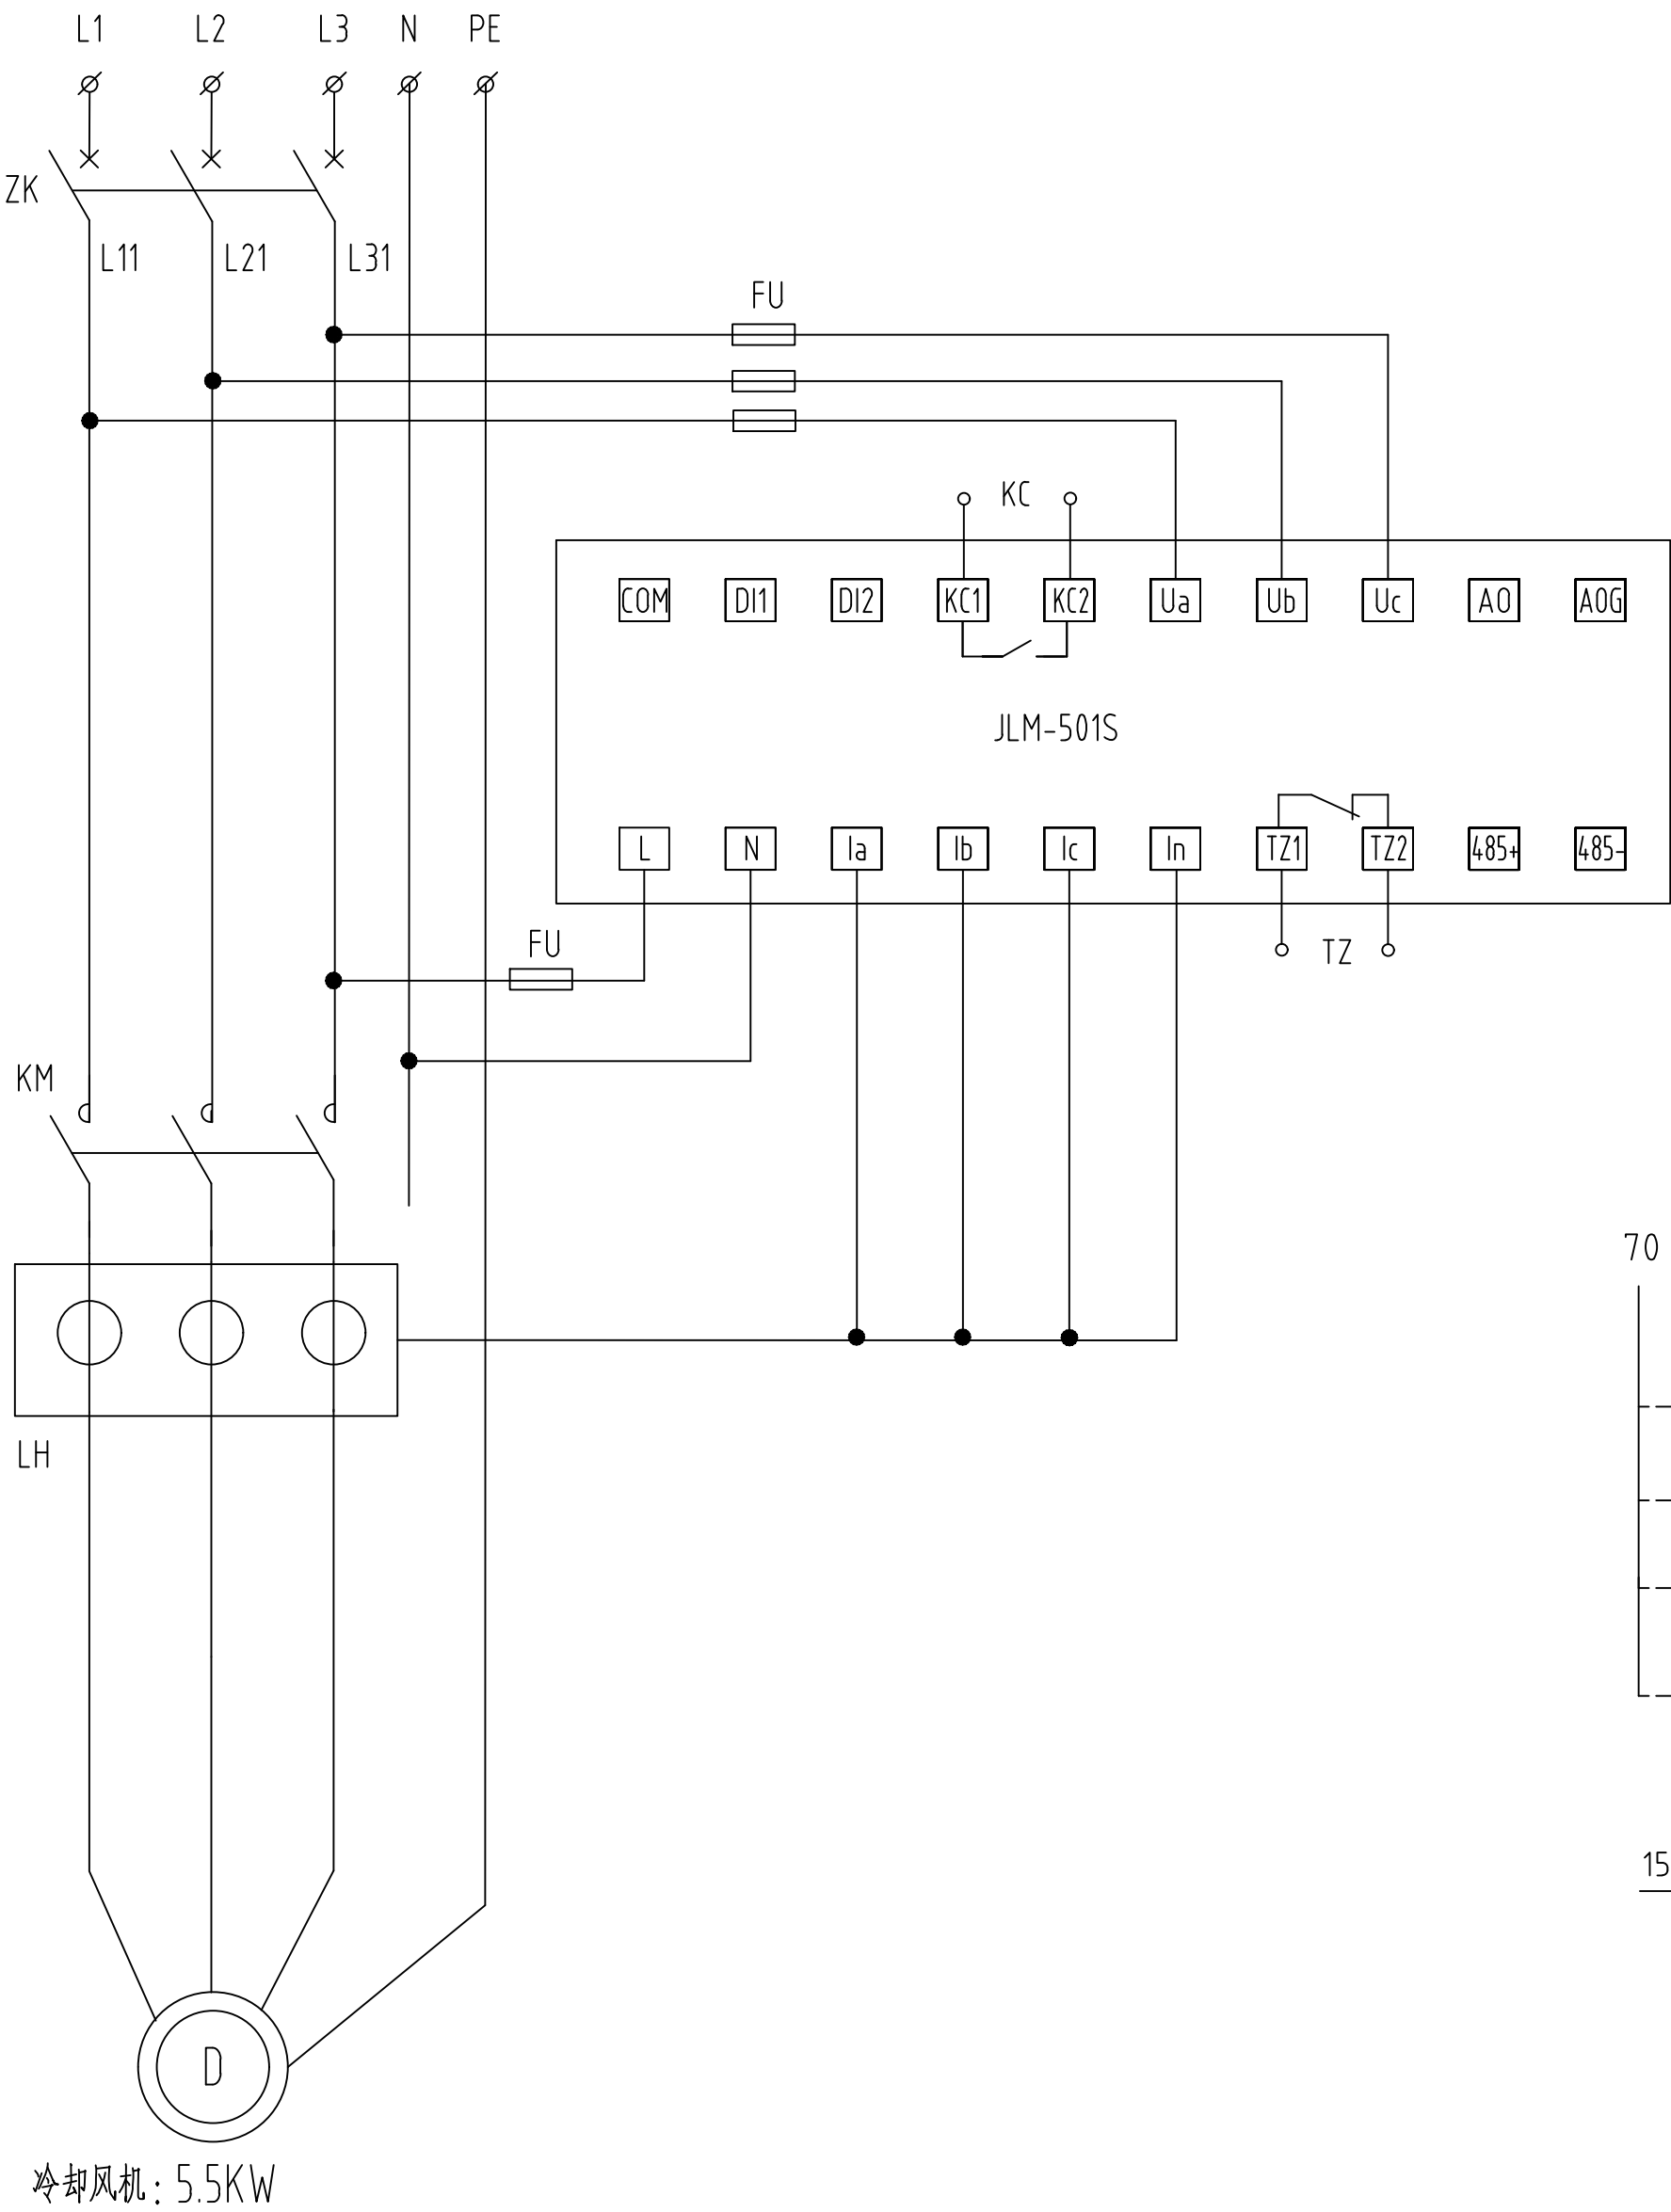 L1 L2 L3 N PE
ZK
L11 L21 L31
FU
KC
COM DI1 DI2 KC1 KC2 Ua Ub Uc AO AOG
JLM-501S
L N Ia Ib Ic In TZ1 TZ2 485+ 485-
FU
TZ
KM
70
LH
15
D
冷却风机: 5.5KW